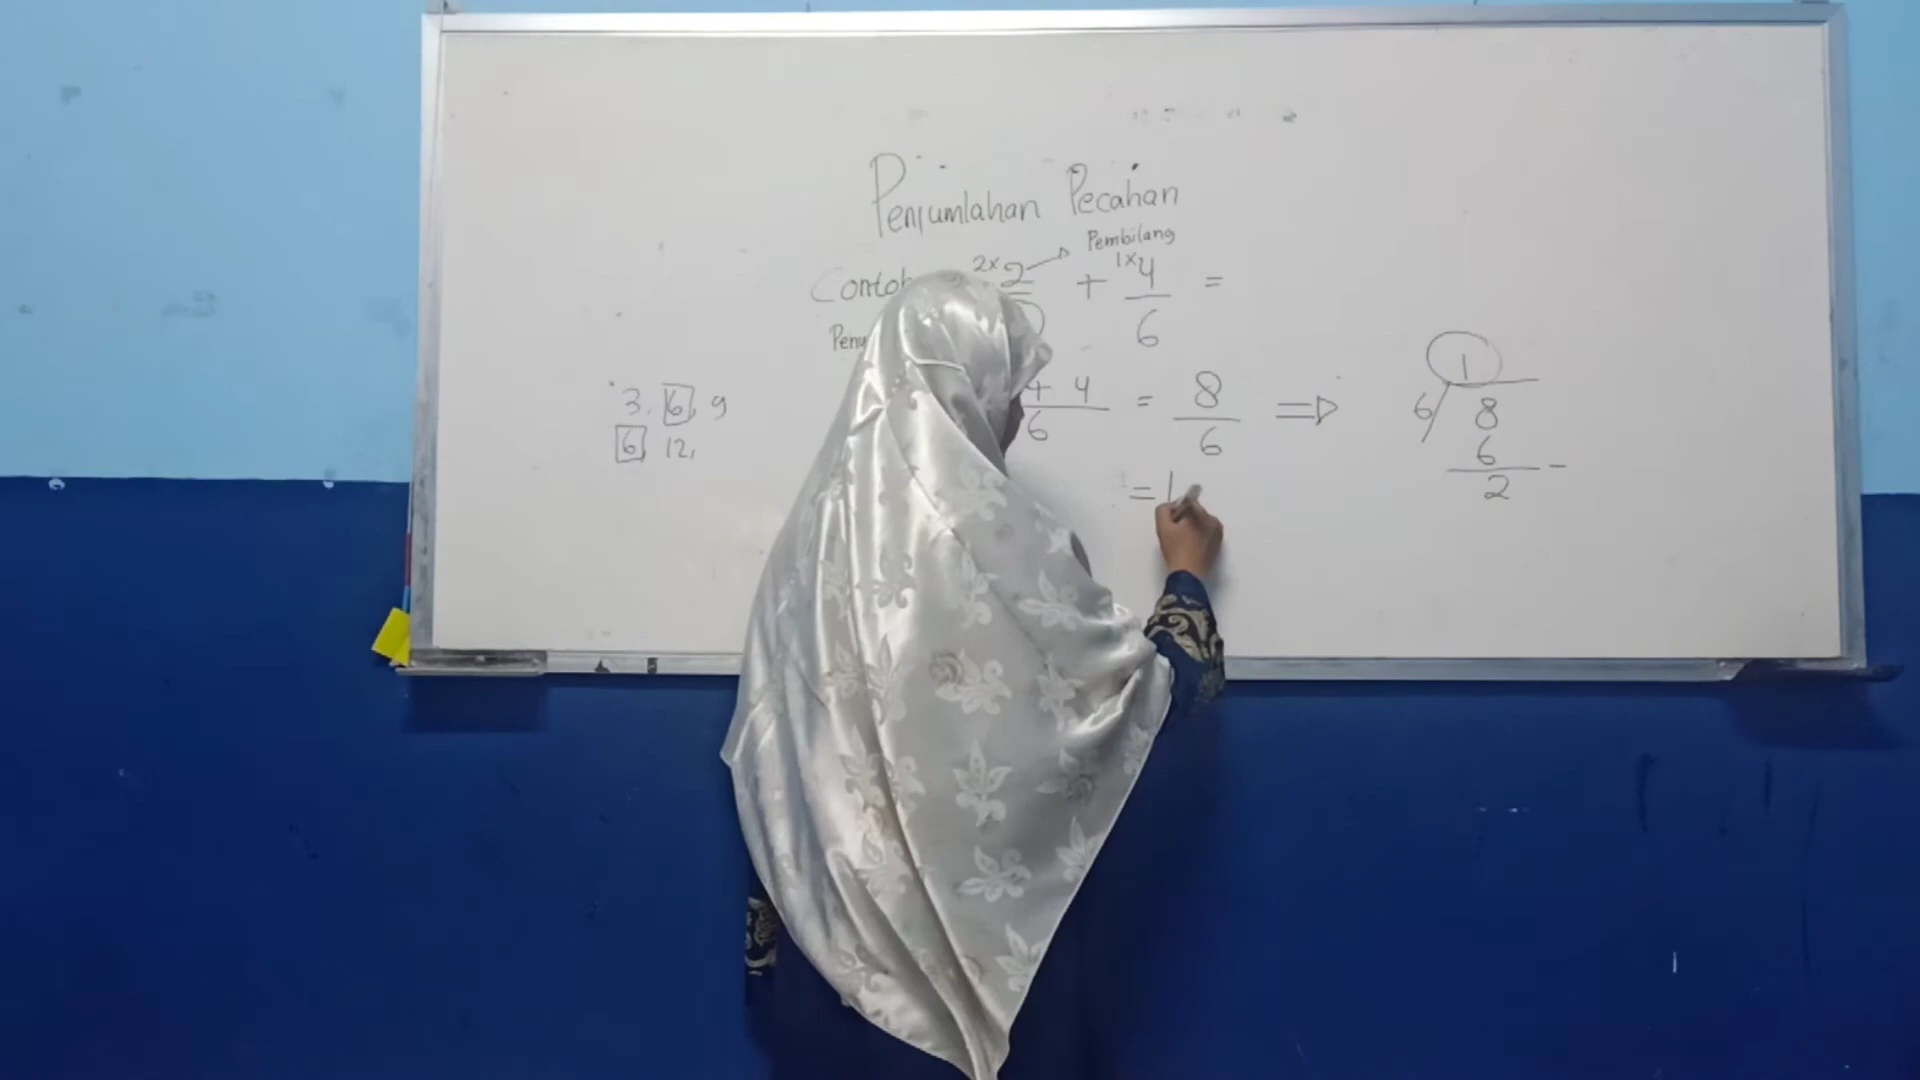 Penjumlahan Pecahan
Pembilang
2x 2 + 1x 4 =
6
3, 6, 9
6, 12,
4 + 4 = 8 ⇒
6 6
= 1
1
6 / 8
6 -
2